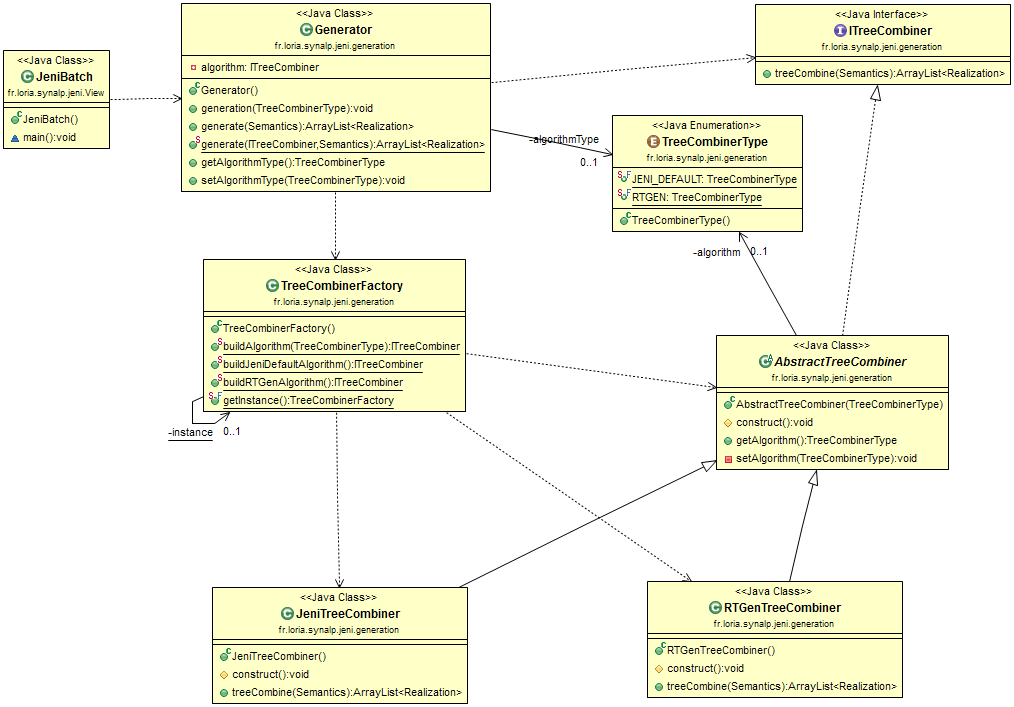 <<Java Class>>
JeniBatch
fr.loria.synalp.jeni.View
JeniBatch()
main():void
<<Java Class>>
Generator
fr.loria.synalp.jeni.generation
algorithm: ITreeCombiner
Generator()
generation(TreeCombinerType):void
generate(Semantics):ArrayList<Realization>
generate(ITreeCombiner,Semantics):ArrayList<Realization>
getAlgorithmType():TreeCombinerType
setAlgorithmType(TreeCombinerType):void
<<Java Interface>>
ITreeCombiner
fr.loria.synalp.jeni.generation
treeCombine(Semantics):ArrayList<Realization>
-algorithmType
0..1
<<Java Enumeration>>
TreeCombinerType
fr.loria.synalp.jeni.generation
JENI_DEFAULT: TreeCombinerType
RTGEN: TreeCombinerType
TreeCombinerType()
-algorithm
0..1
<<Java Class>>
TreeCombinerFactory
fr.loria.synalp.jeni.generation
TreeCombinerFactory()
buildAlgorithm(TreeCombinerType):ITreeCombiner
buildJeniDefaultAlgorithm():ITreeCombiner
buildRTGenAlgorithm():ITreeCombiner
getInstance():TreeCombinerFactory
-instance
0..1
<<Java Class>>
AbstractTreeCombiner
fr.loria.synalp.jeni.generation
AbstractTreeCombiner(TreeCombinerType)
construct():void
getAlgorithm():TreeCombinerType
setAlgorithm(TreeCombinerType):void
<<Java Class>>
JeniTreeCombiner
fr.loria.synalp.jeni.generation
JeniTreeCombiner()
construct():void
treeCombine(Semantics):ArrayList<Realization>
<<Java Class>>
RTGenTreeCombiner
fr.loria.synalp.jeni.generation
RTGenTreeCombiner()
construct():void
treeCombine(Semantics):ArrayList<Realization>